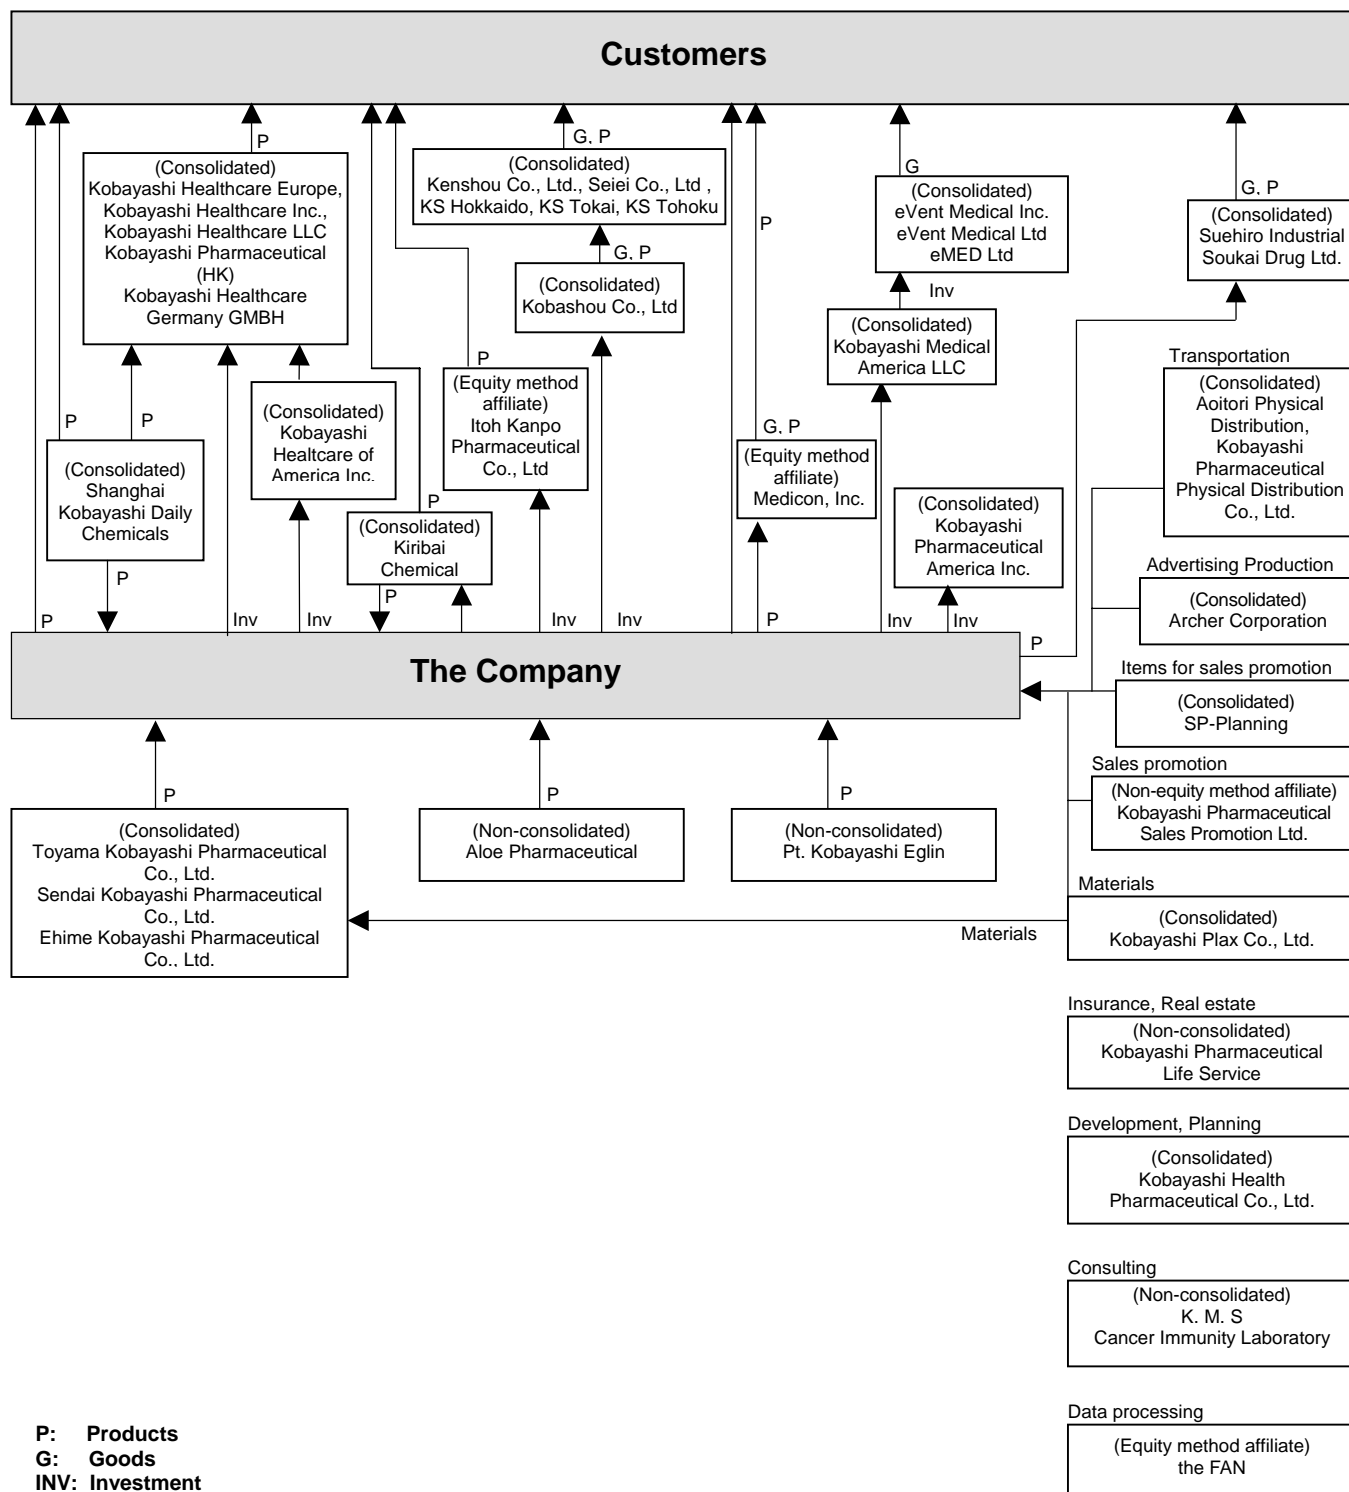 Customers
P
(Consolidated)
Kobayashi Healthcare Europe,
Kobayashi Healthcare Inc.,
Kobayashi Healthcare LLC
Kobayashi Pharmaceutical
(HK)
Kobayashi Healthcare
Germany GMBH
G, P
(Consolidated)
Kenshou Co., Ltd., Seiei Co., Ltd ,
KS Hokkaido, KS Tokai, KS Tohoku
G, P
(Consolidated)
Kobashou Co., Ltd
P
G
(Consolidated)
eVent Medical Inc.
eVent Medical Ltd
eMED Ltd
Inv
(Consolidated)
Kobayashi Medical
America LLC
G, P
(Consolidated)
Suehiro Industrial
Soukai Drug Ltd.
Transportation
(Consolidated)
Aoitori Physical
Distribution,
Kobayashi
Pharmaceutical
Physical Distribution
Co., Ltd.
P
P
(Consolidated)
Shanghai
Kobayashi Daily
Chemicals
P
(Consolidated)
Kobayashi
Healtcare of
America Inc.
P
(Equity method
affiliate)
Itoh Kanpo
Pharmaceutical
Co., Ltd
P
(Consolidated)
Kiribai
Chemical
P
G, P
(Equity method
affiliate)
Medicon, Inc.
(Consolidated)
Kobayashi
Pharmaceutical
America Inc.
Advertising Production
(Consolidated)
Archer Corporation
P
Inv
Inv
Inv
Inv
P
Inv
Inv
P
The Company
Items for sales promotion
(Consolidated)
SP-Planning
Sales promotion
(Non-equity method affiliate)
Kobayashi Pharmaceutical
Sales Promotion Ltd.
P
P
P
(Consolidated)
Toyama Kobayashi Pharmaceutical
Co., Ltd.
Sendai Kobayashi Pharmaceutical
Co., Ltd.
Ehime Kobayashi Pharmaceutical
Co., Ltd.
(Non-consolidated)
Aloe Pharmaceutical
(Non-consolidated)
Pt. Kobayashi Eglin
Materials
(Consolidated)
Kobayashi Plax Co., Ltd.
Materials
Insurance, Real estate
(Non-consolidated)
Kobayashi Pharmaceutical
Life Service
Development, Planning
(Consolidated)
Kobayashi Health
Pharmaceutical Co., Ltd.
Consulting
(Non-consolidated)
K. M. S
Cancer Immunity Laboratory
Data processing
(Equity method affiliate)
the FAN
P: Products
G: Goods
INV: Investment